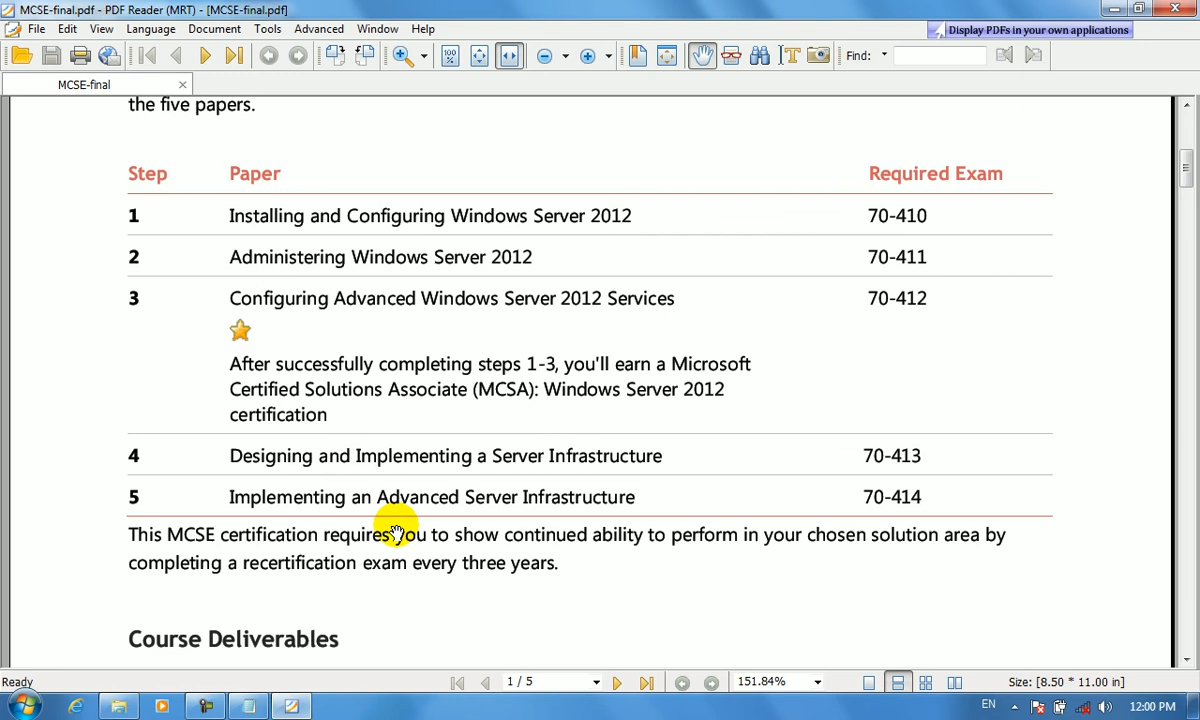 MCSE-final.pdf - PDF Reader (MRT) - [MCSE-final.pdf]
File Edit View Language Document Tools Advanced Window Help
Display PDFs in your own applications
Find:
MCSE-final
the five papers.
Step Paper Required Exam
1 Installing and Configuring Windows Server 2012 70-410
2 Administering Windows Server 2012 70-411
3 Configuring Advanced Windows Server 2012 Services 70-412
After successfully completing steps 1-3, you'll earn a Microsoft
Certified Solutions Associate (MCSA): Windows Server 2012
certification
4 Designing and Implementing a Server Infrastructure 70-413
5 Implementing an Advanced Server Infrastructure 70-414
This MCSE certification requires you to show continued ability to perform in your chosen solution area by
completing a recertification exam every three years.
Course Deliverables
Ready 1 / 5 151.84% Size: [8.50 * 11.00 in]
EN 12:00 PM